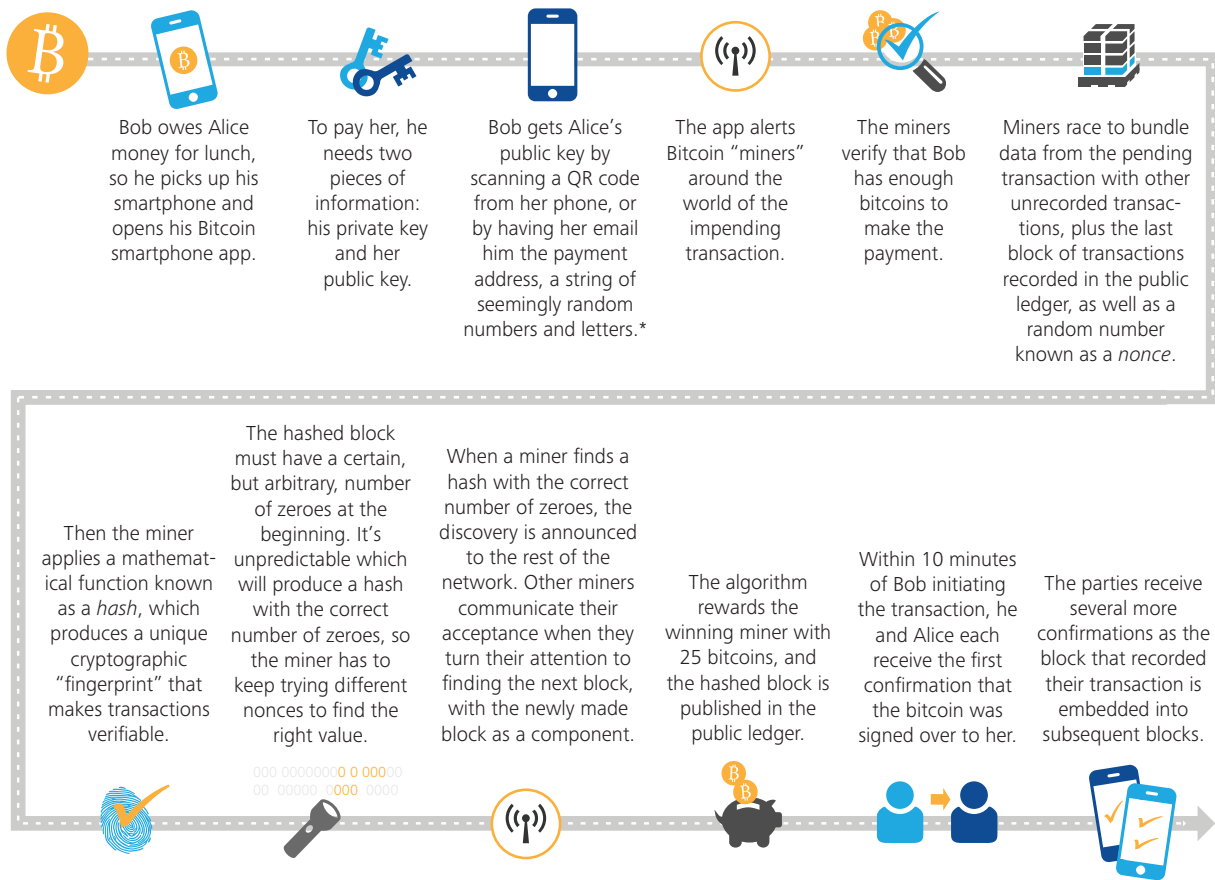 Bob owes Alice
money for lunch,
so he picks up his
smartphone and
opens his Bitcoin
smartphone app.
To pay her, he
needs two
pieces of
information:
his private key
and her
public key.
Bob gets Alice's
public key by
scanning a QR code
from her phone, or
by having her email
him the payment
address, a string of
seemingly random
numbers and letters.*
The app alerts
Bitcoin “miners”
around the
world of the
impending
transaction.
The miners
verify that Bob
has enough
bitcoins to
make the
payment.
Miners race to bundle
data from the pending
transaction with other
unrecorded transac-
tions, plus the last
block of transactions
recorded in the public
ledger, as well as a
random number
known as a nonce.
Then the miner
applies a mathemat-
ical function known
as a hash, which
produces a unique
cryptographic
“fingerprint” that
makes transactions
verifiable.
The hashed block
must have a certain,
but arbitrary, number
of zeroes at the
beginning. It's
unpredictable which
will produce a hash
with the correct
number of zeroes, so
the miner has to
keep trying different
nonces to find the
right value.
000 00000000 0 00000
00 00000 0000 0000
When a miner finds a
hash with the correct
number of zeroes, the
discovery is announced
to the rest of the
network. Other miners
communicate their
acceptance when they
turn their attention to
finding the next block,
with the newly made
block as a component.
The algorithm
rewards the
winning miner with
25 bitcoins, and
the hashed block is
published in the
public ledger.
Within 10 minutes
of Bob initiating
the transaction, he
and Alice each
receive the first
confirmation that
the bitcoin was
signed over to her.
The parties receive
several more
confirmations as the
block that recorded
their transaction is
embedded into
subsequent blocks.